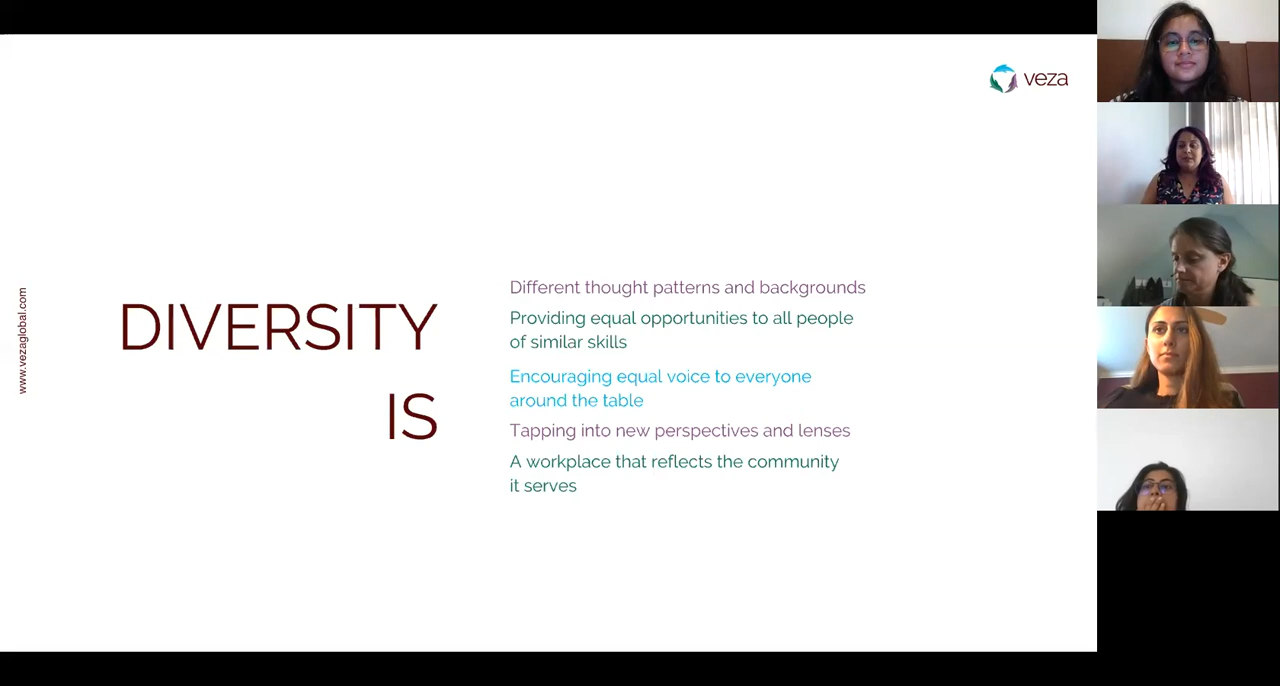 veza
www.vezaglobal.com
DIVERSITY
IS
Different thought patterns and backgrounds
Providing equal opportunities to all people
of similar skills
Encouraging equal voice to everyone
around the table
Tapping into new perspectives and lenses
A workplace that reflects the community
it serves